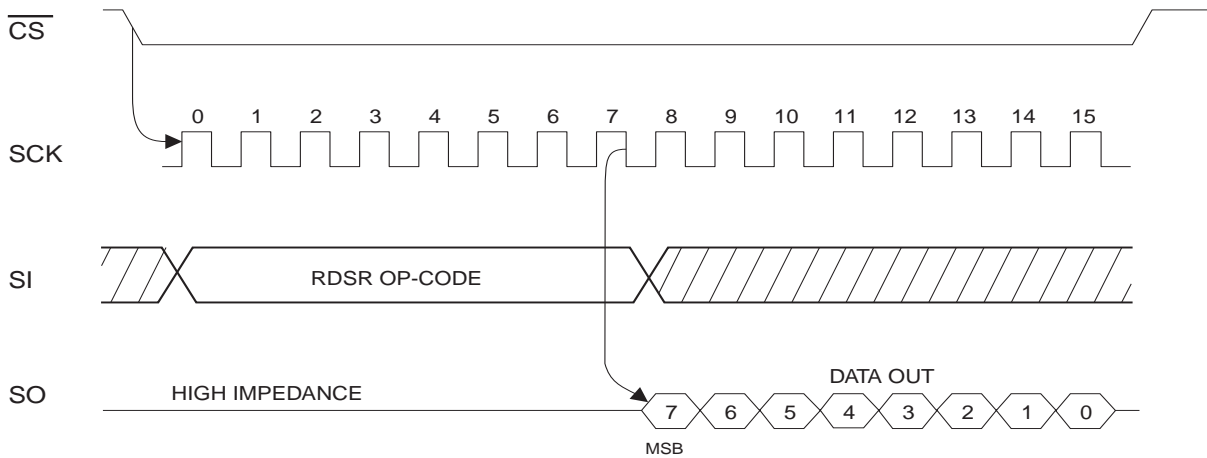 CS
0 1 2 3 4 5 6 7 8 9 10 11 12 13 14 15
SCK
SI
RDSR OP-CODE
SO
HIGH IMPEDANCE
DATA OUT
7 6 5 4 3 2 1 0
MSB